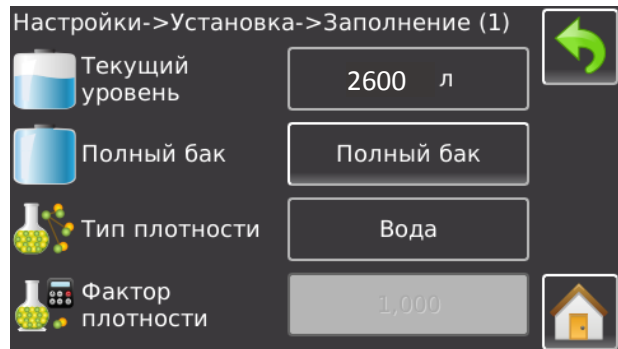 Настройки->Установка->Заполнение (1)
Текущий
уровень
2600 л
Полный бак
Полный бак
Тип плотности
Вода
Фактор
плотности
1,000